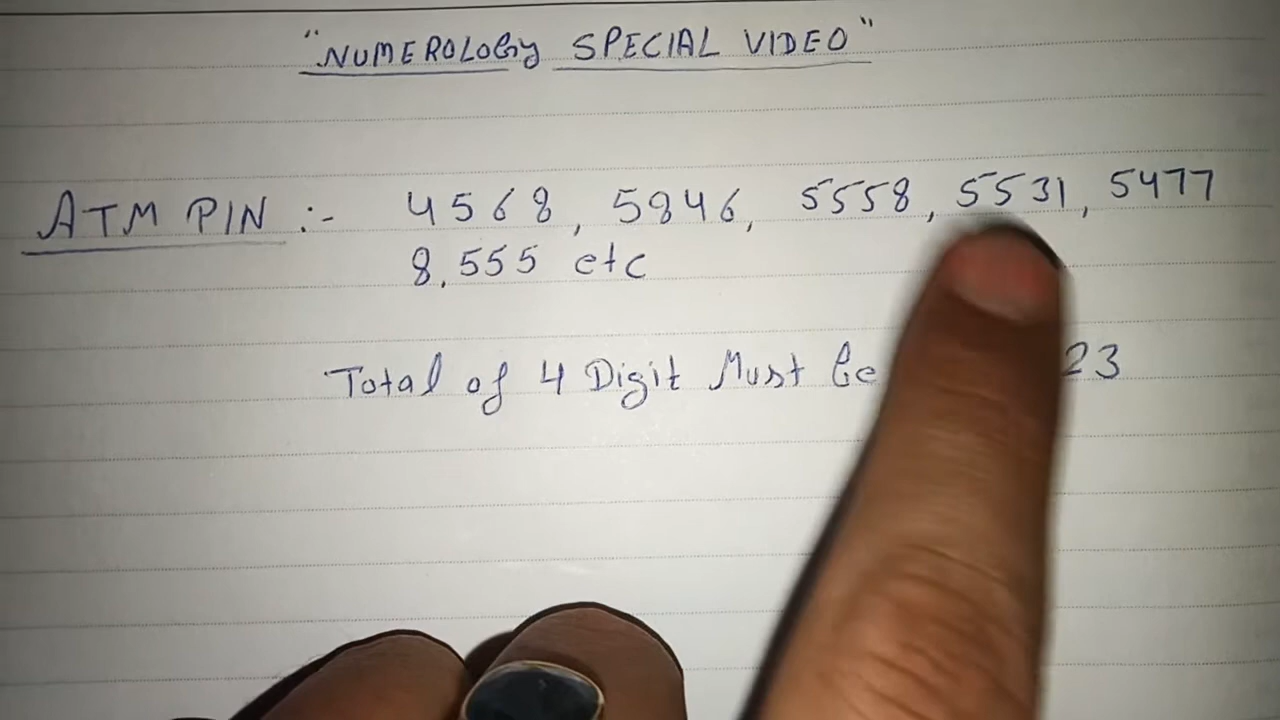 "NUMEROLOGY SPECIAL VIDEO"
ATM PIN :- 4568, 5846, 5558, 5531, 5477
8,555 etc
Total of 4 Digit Must be 23